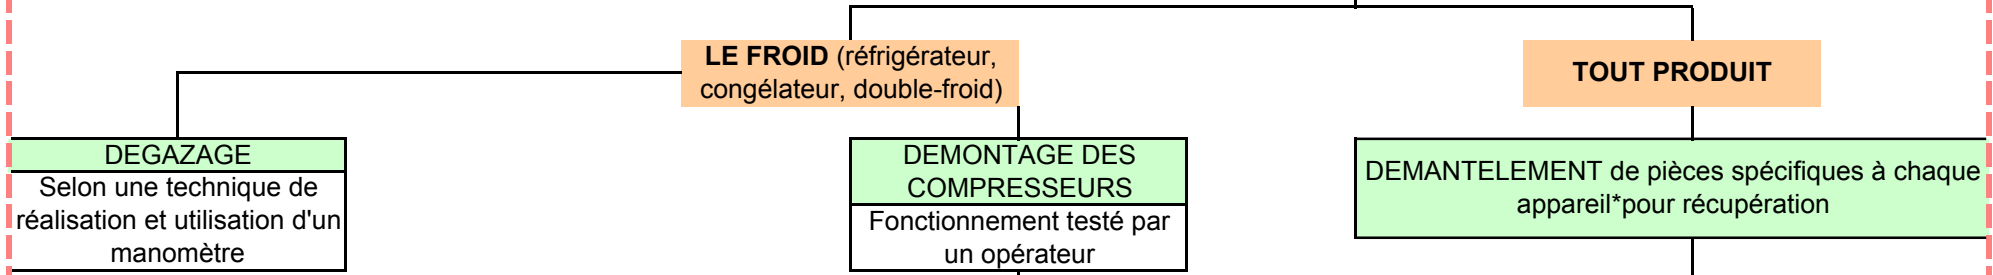 LE FROID (réfrigérateur,
congélateur, double-froid)
TOUT PRODUIT
DEGAZAGE
Selon une technique de
réalisation et utilisation d'un
manomètre
DEMONTAGE DES
COMPRESSEURS
Fonctionnement testé par
un opérateur
DEMANTELEMENT de pièces spécifiques à chaque
appareil*pour récupération